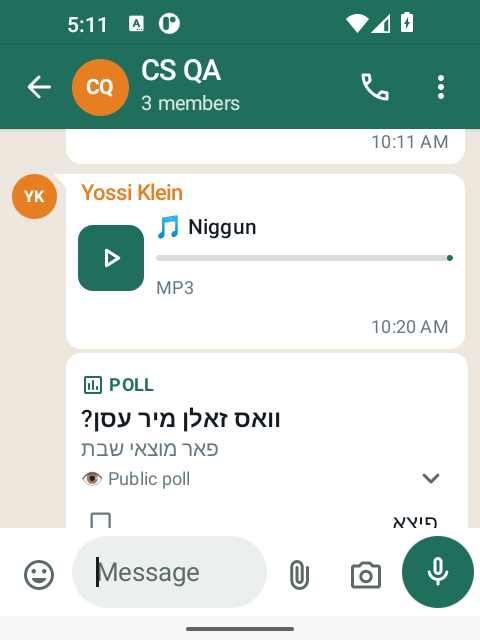 5:11
A
CQ
CS QA
3 members
10:11 AM
YK
Yossi Klein
🎵 Niggun
MP3
10:20 AM
POLL
וואס זאלן מיר עסן?
פאר מוצאי שבת
👁 Public poll
פיצא
Message